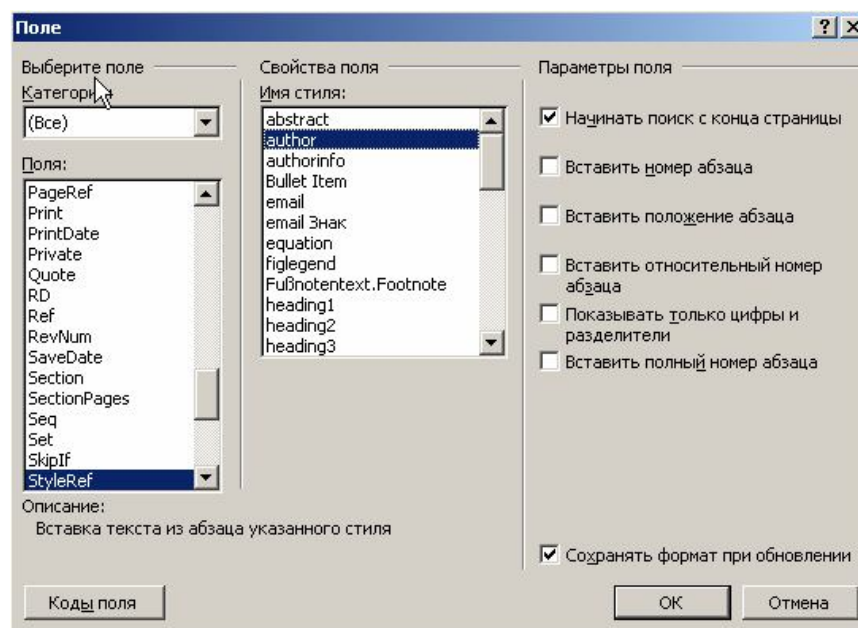 Поле
Выберите поле
Категория
(Все)
Поля:
PageRef
Print
PrintDate
Private
Quote
RD
Ref
RevNum
SaveDate
Section
SectionPages
Seq
Set
SkipIf
StyleRef
Свойства поля
Имя стиля:
abstract
author
authorinfo
Bullet Item
email
email Знак
equation
figlegend
Fußnotentext.Footnote
heading1
heading2
heading3
Параметры поля
Начинать поиск с конца страницы
Вставить номер абзаца
Вставить положение абзаца
Вставить относительный номер
абзаца
Показывать только цифры и
разделители
Вставить полный номер абзаца
Описание:
Вставка текста из абзаца указанного стиля
Сохранять формат при обновлении
Коды поля
ОК
Отмена